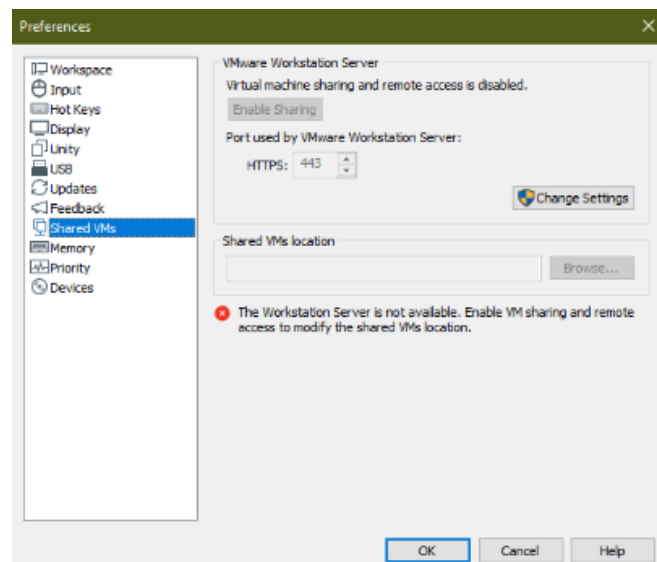 Preferences
Workspace
Input
Hot Keys
Display
Unity
USB
Updates
Feedback
Shared VMs
Memory
Priority
Devices
VMware Workstation Server
Virtual machine sharing and remote access is disabled.
Enable Sharing
Port used by VMware Workstation Server:
HTTPS: 443
Change Settings
Shared VMs location
Browse...
The Workstation Server is not available. Enable VM sharing and remote
access to modify the shared VMs location.
OK Cancel Help